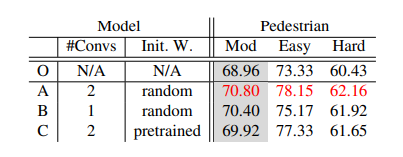 Model Pedestrian
#Convs Init. W. Mod Easy Hard
O N/A N/A 68.96 73.33 60.43
A 2 random 70.80 78.15 62.16
B 1 random 70.40 75.17 61.92
C 2 pretrained 69.92 77.33 61.65